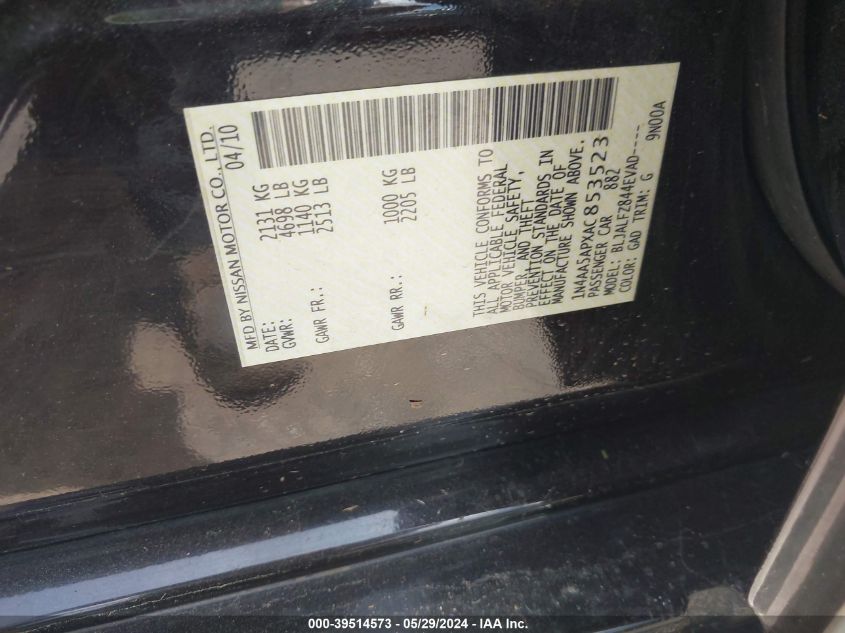 MFD BY NISSAN MOTOR CO., LTD.
DATE: 04/10
GVWR: 2131 KG
4698 LB
GAWR FR.: 1140 KG
2513 LB
GAWR RR.: 1000 KG
2205 LB
THIS VEHICLE CONFORMS TO
ALL APPLICABLE FEDERAL
MOTOR VEHICLE SAFETY,
BUMPER, AND THEFT
PREVENTION STANDARDS IN
EFFECT ON THE DATE OF
MANUFACTURE SHOWN ABOVE.
1N4AA5APXAC853523
PASSENGER CAR 882
MODEL: BLJALFZ844EVAD----
COLOR: GAD TRIM: G 9N00A
000-39514573 - 05/29/2024 - IAA Inc.